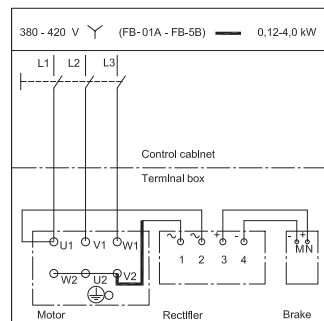 380 - 420 V (FB-01A - FB-5B) 0,12-4,0 kW
L1 L2 L3
Control cabinet
Terminal box
~ ~ + - - +
U1 V1 W1 1 2 3 4 MN
W2 U2 V2
Motor Rectifier Brake